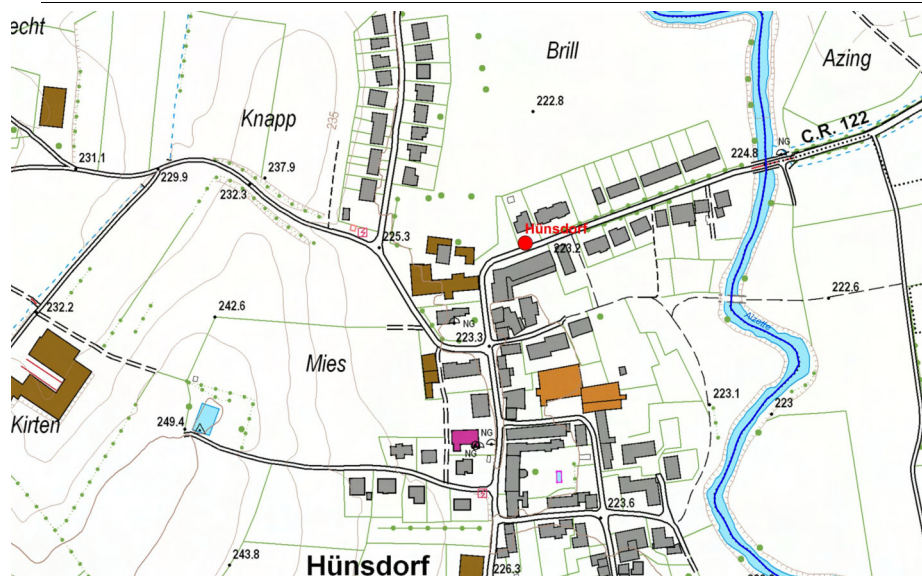 echt
Brill
Azing
Knapp
235
222.8
C.R. 122
NG
231.1
237.9
224.8
229.9
232.3
Hünsdorf
225.3
223.2
222.6
232.2
242.6
Alzette
NG
223.3
Mies
223.1
223
Kirten
249.4
NG
NG
223.6
243.8
Hünsdorf
226.3